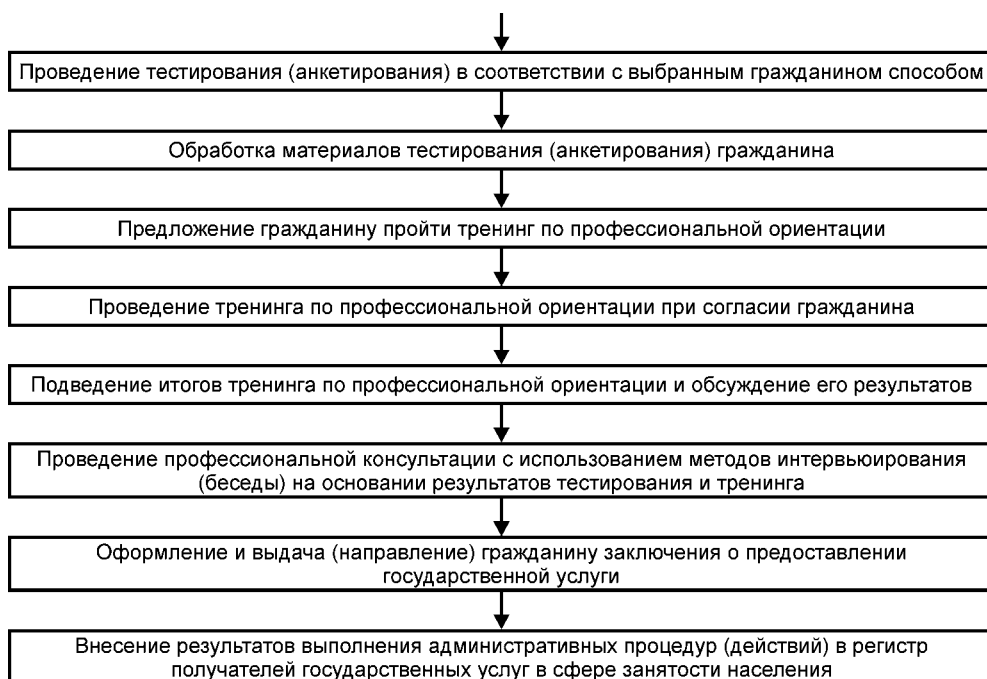 Проведение тестирования (анкетирования) в соответствии с выбранным гражданином способом
Обработка материалов тестирования (анкетирования) гражданина
Предложение гражданину пройти тренинг по профессиональной ориентации
Проведение тренинга по профессиональной ориентации при согласии гражданина
Подведение итогов тренинга по профессиональной ориентации и обсуждение его результатов
Проведение профессиональной консультации с использованием методов интервьюирования
(беседы) на основании результатов тестирования и тренинга
Оформление и выдача (направление) гражданину заключения о предоставлении
государственной услуги
Внесение результатов выполнения административных процедур (действий) в регистр
получателей государственных услуг в сфере занятости населения